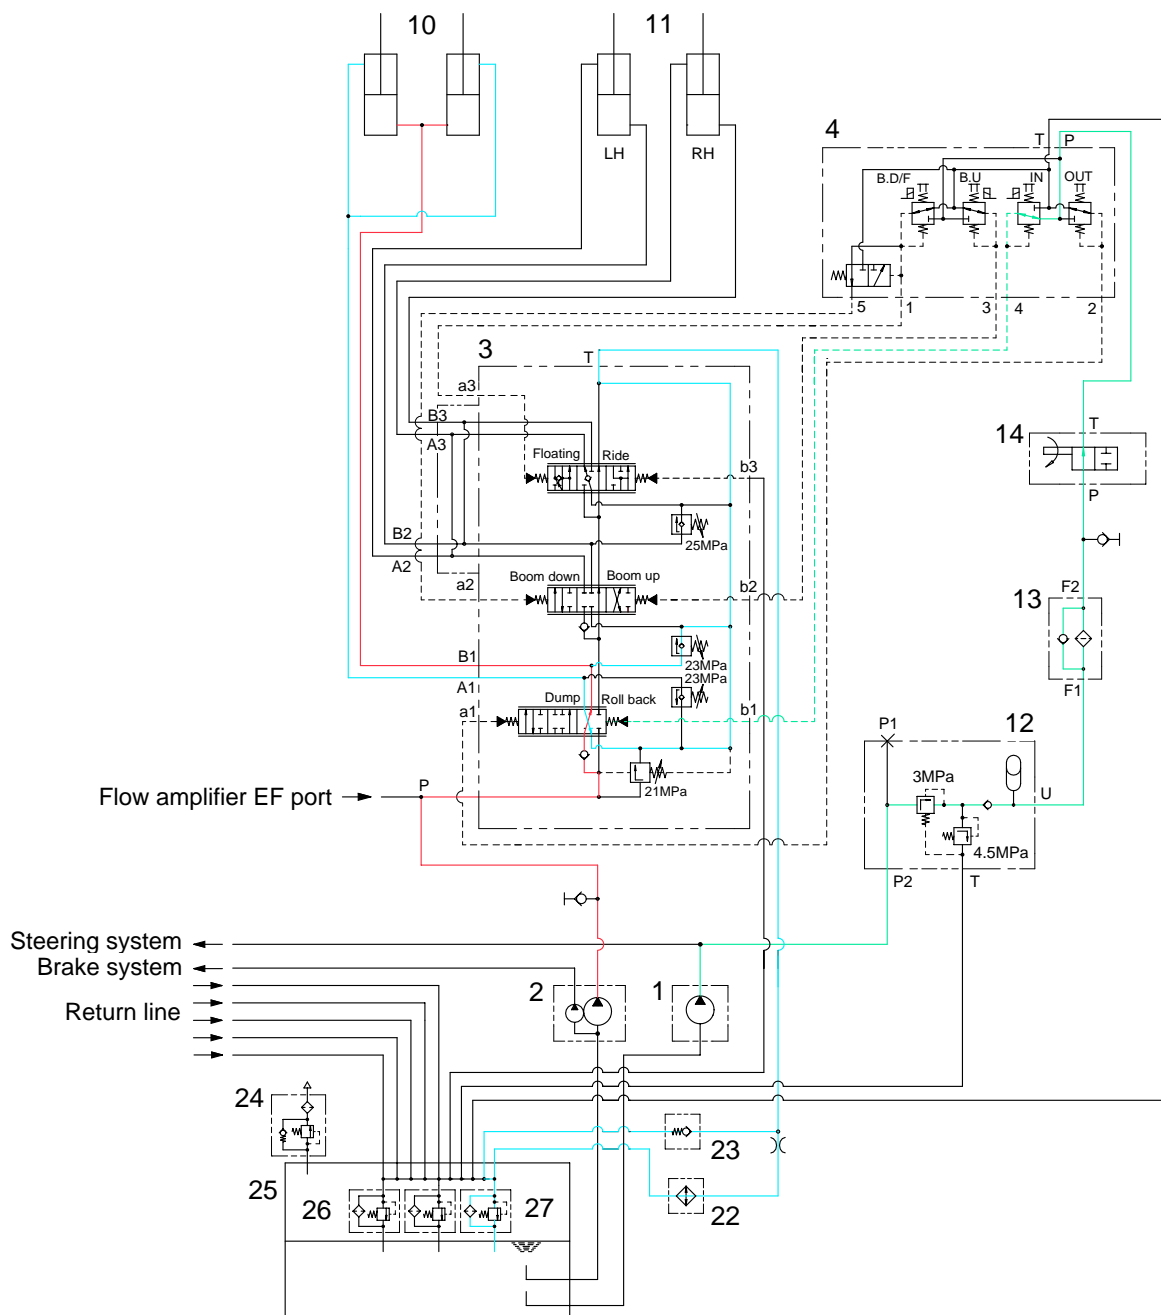 10
11
LH
RH
4
T
P
B.D/F
B.U
IN
OUT
5
1
3
4
2
3
T
a3
B3
A3
Floating
Ride
b3
25MPa
B2
A2
a2
Boom down
Boom up
b2
B1
A1
a1
23MPa
23MPa
Dump
Roll back
b1
Flow amplifier EF port
P
21MPa
14
T
P
13
F2
F1
12
P1
3MPa
U
4.5MPa
P2
T
Steering system
Brake system
Return line
2
1
24
25
26
27
23
22